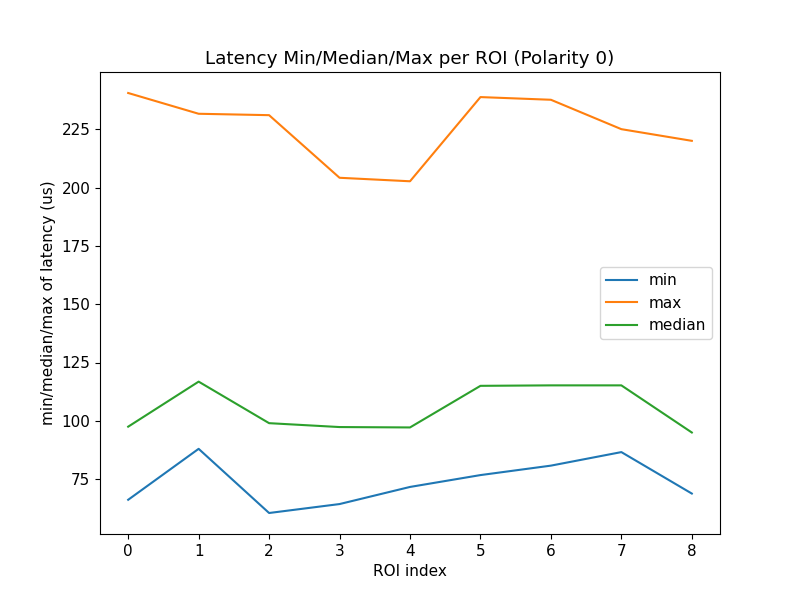 Latency Min/Median/Max per ROI (Polarity 0)
min/median/max of latency (us)
225
200
175
150
125
100
75
min
max
median
0 1 2 3 4 5 6 7 8
ROI index